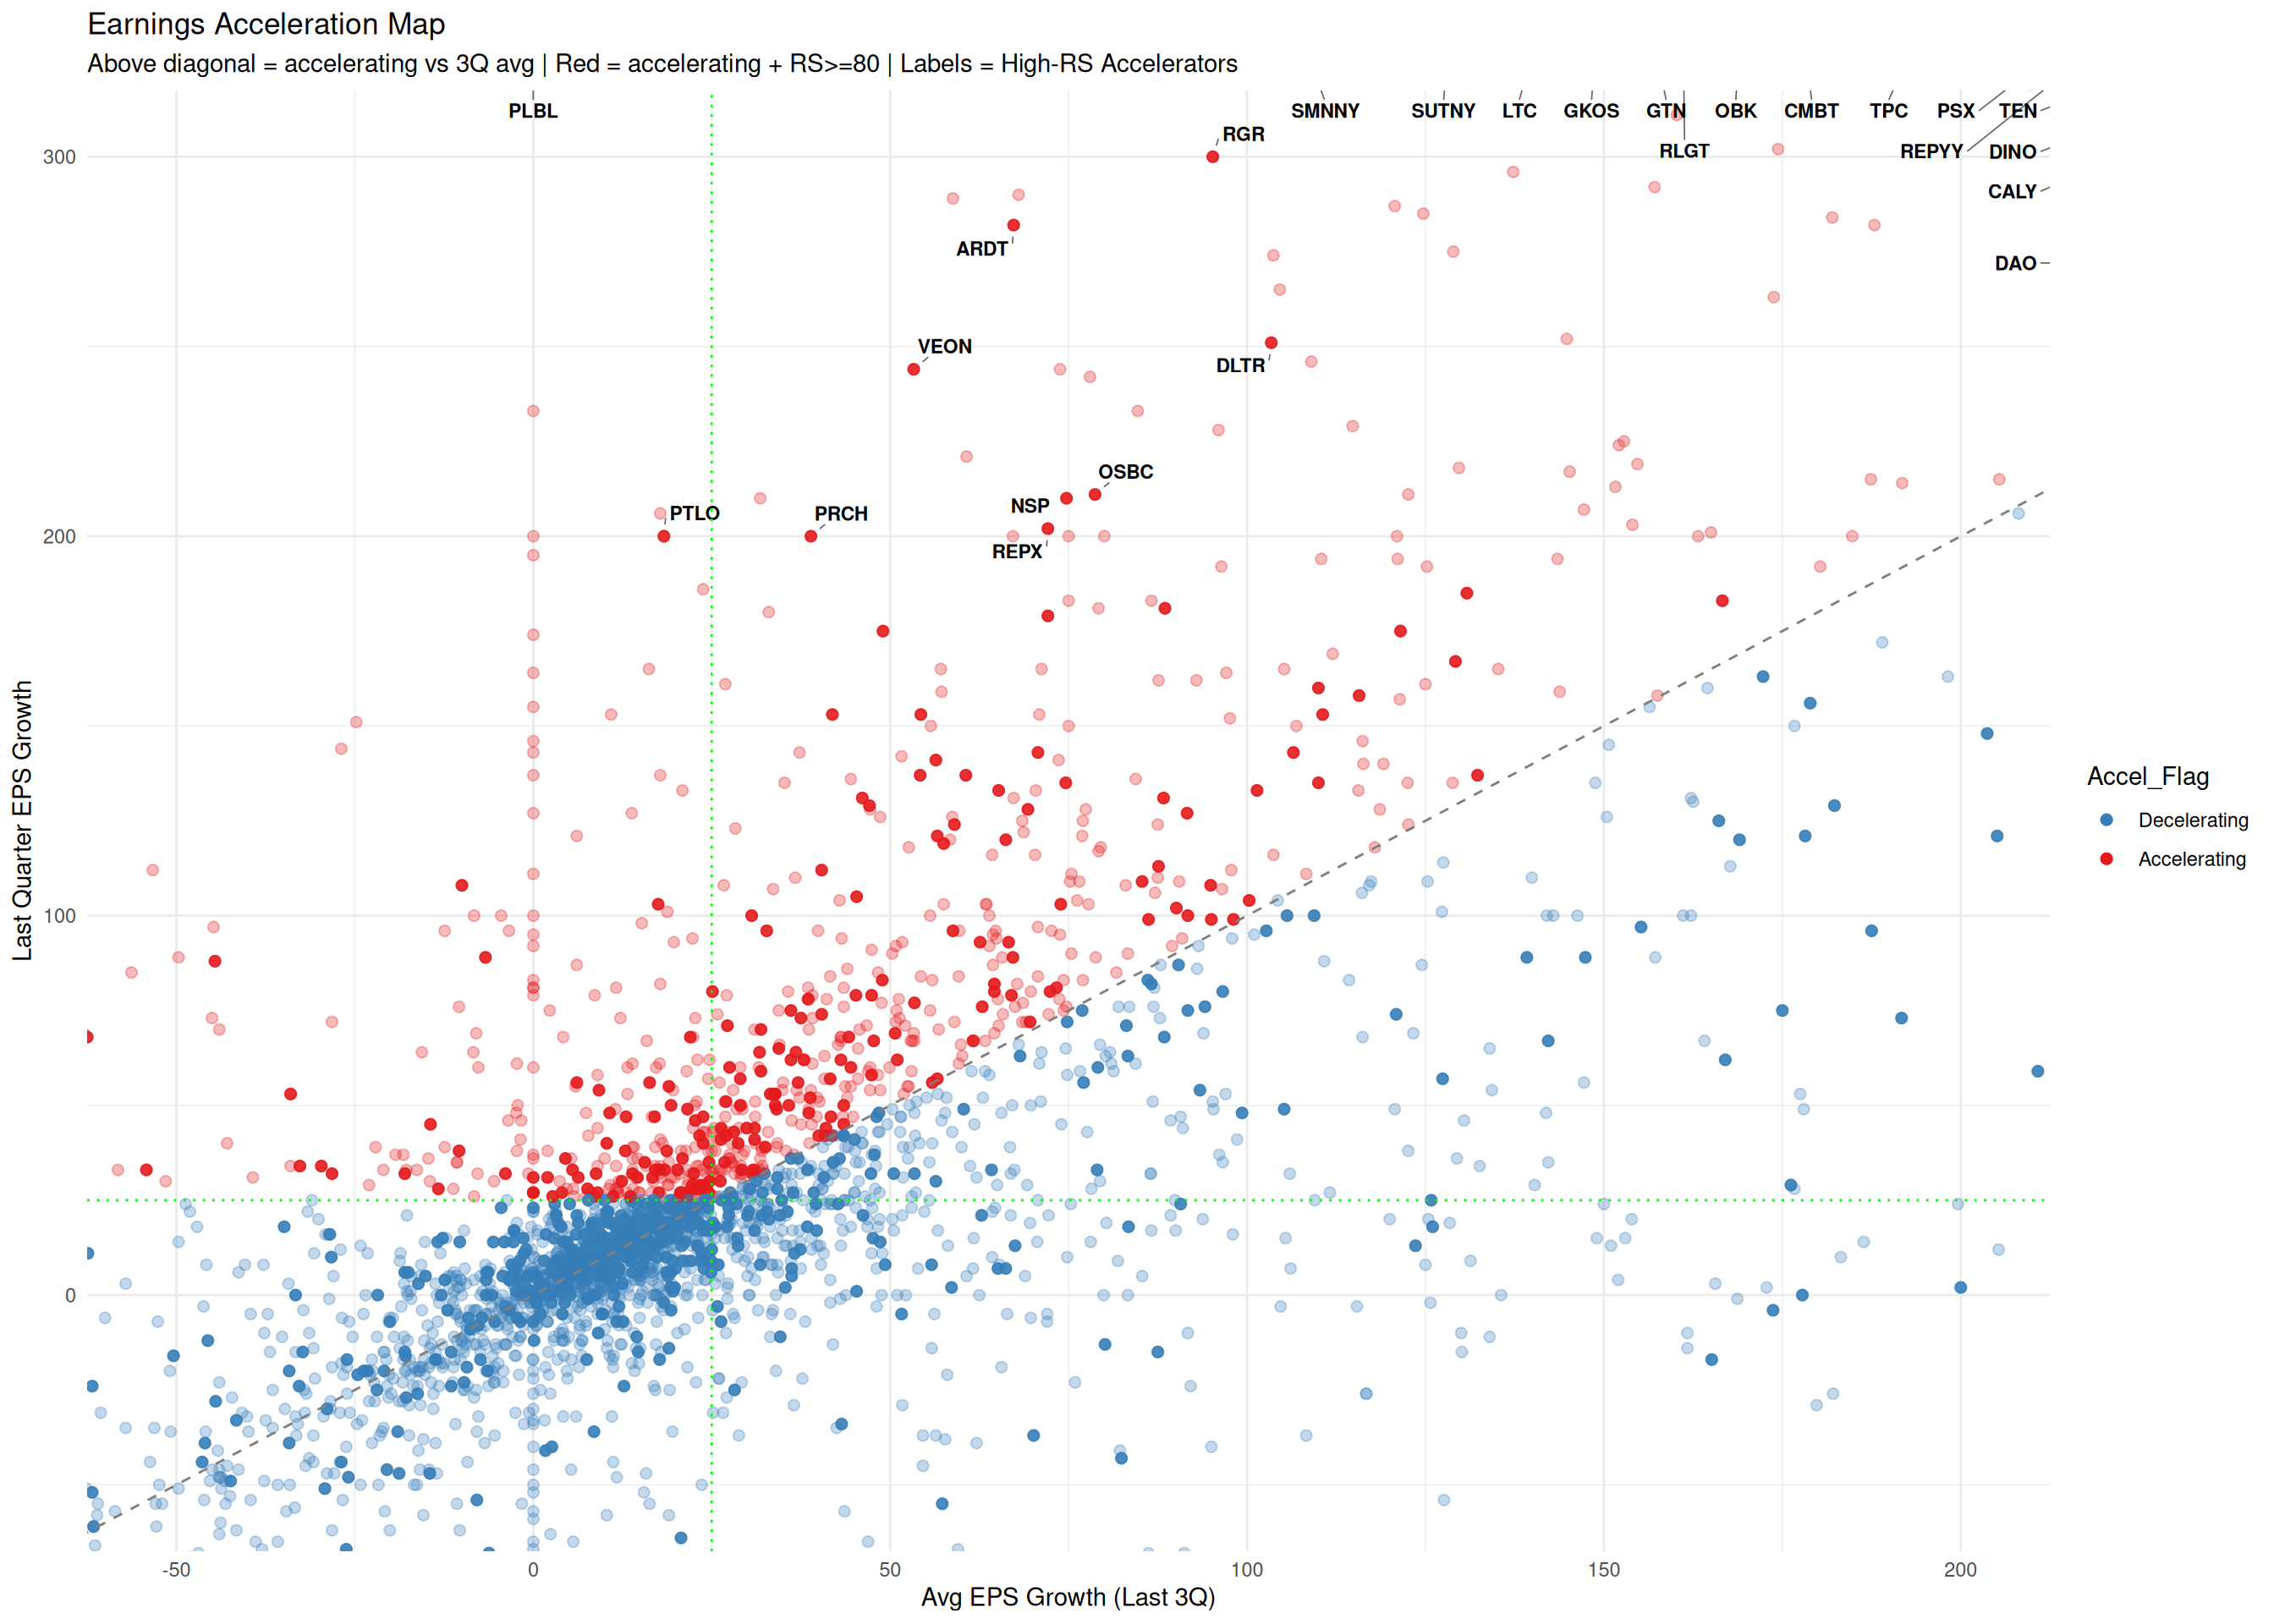 Earnings Acceleration Map
Above diagonal = accelerating vs 3Q avg | Red = accelerating + RS>=80 | Labels = High-RS Accelerators
PLBL
SMNNY
SUTNY
LTC
GKOS
GTN
OBK
CMBT
TPC
PSX
TEN
RGR
RLGT
REPYY
DINO
CALY
ARDT
DAO
VEON
DLTR
OSBC
NSP
PTLO
PRCH
REPX
300
200
100
0
Last Quarter EPS Growth
-50
0
50
100
150
200
Avg EPS Growth (Last 3Q)
Accel_Flag
Decelerating
Accelerating